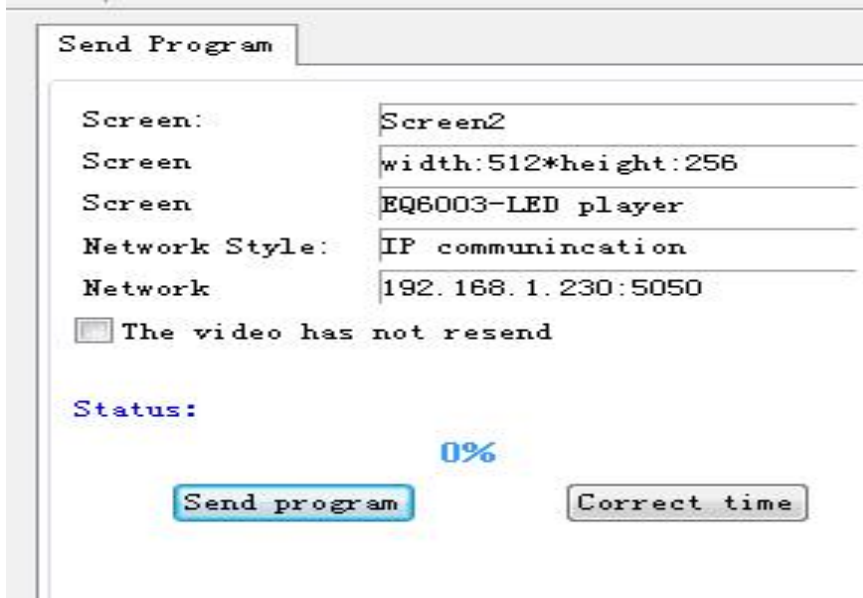 Send Program
Screen: Screen2
Screen width:512*height:256
Screen EQ6003-LED player
Network Style: IP communincation
Network 192.168.1.230:5050
The video has not resend
Status:
0%
Send program Correct time